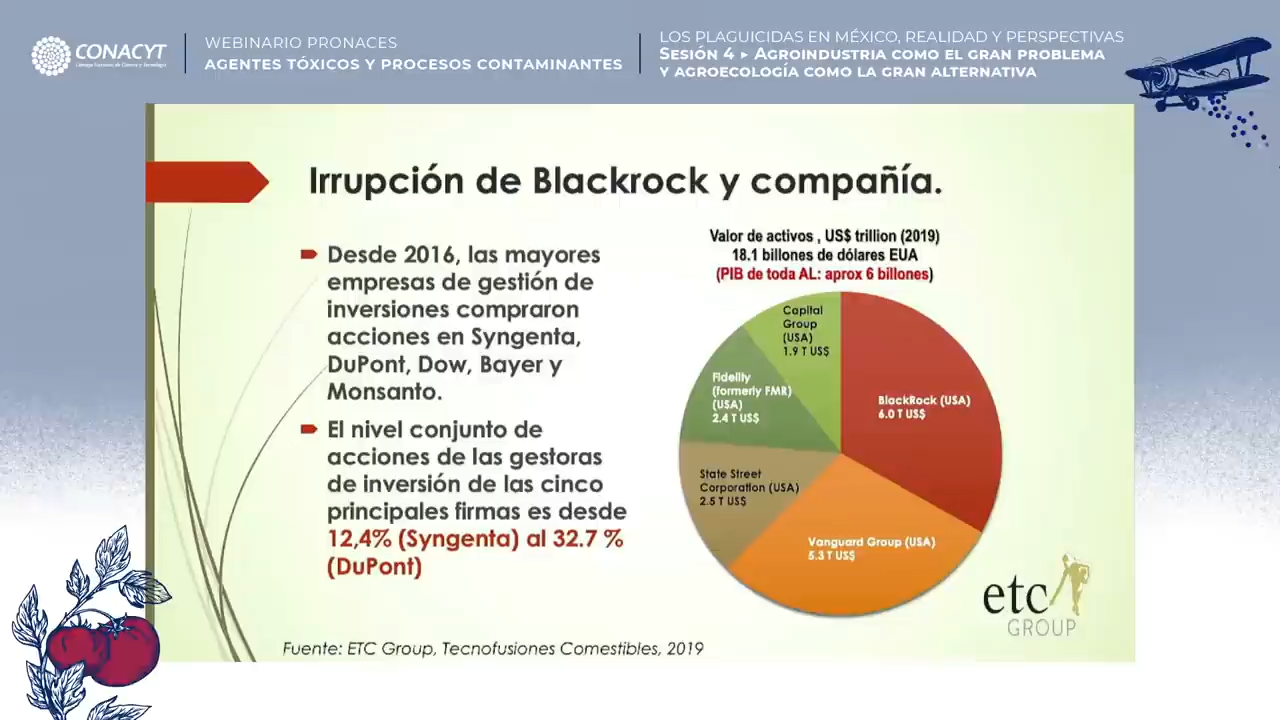 CONACYT
Consejo Nacional de Ciencia y Tecnología
WEBINARIO PRONACES
AGENTES TÓXICOS Y PROCESOS CONTAMINANTES
LOS PLAGUICIDAS EN MÉXICO, REALIDAD Y PERSPECTIVAS
SESIÓN 4 ▸ AGROINDUSTRIA COMO EL GRAN PROBLEMA
Y AGROECOLOGÍA COMO LA GRAN ALTERNATIVA
Irrupción de Blackrock y compañía.
Desde 2016, las mayores
empresas de gestión de
inversiones compraron
acciones en Syngenta,
DuPont, Dow, Bayer y
Monsanto.
El nivel conjunto de
acciones de las gestoras
de inversión de las cinco
principales firmas es desde
12,4% (Syngenta) al 32.7 %
(DuPont)
Valor de activos , US$ trillion (2019)
18.1 billones de dólares EUA
(PIB de toda AL: aprox 6 billones)
Capital
Group
(USA)
1.9 T US$
Fidelity
(formerly FMR)
(USA)
2.4 T US$
BlackRock (USA)
6.0 T US$
State Street
Corporation (USA)
2.5 T US$
Vanguard Group (USA)
5.3 T US$
etc
GROUP
Fuente: ETC Group, Tecnofusiones Comestibles, 2019